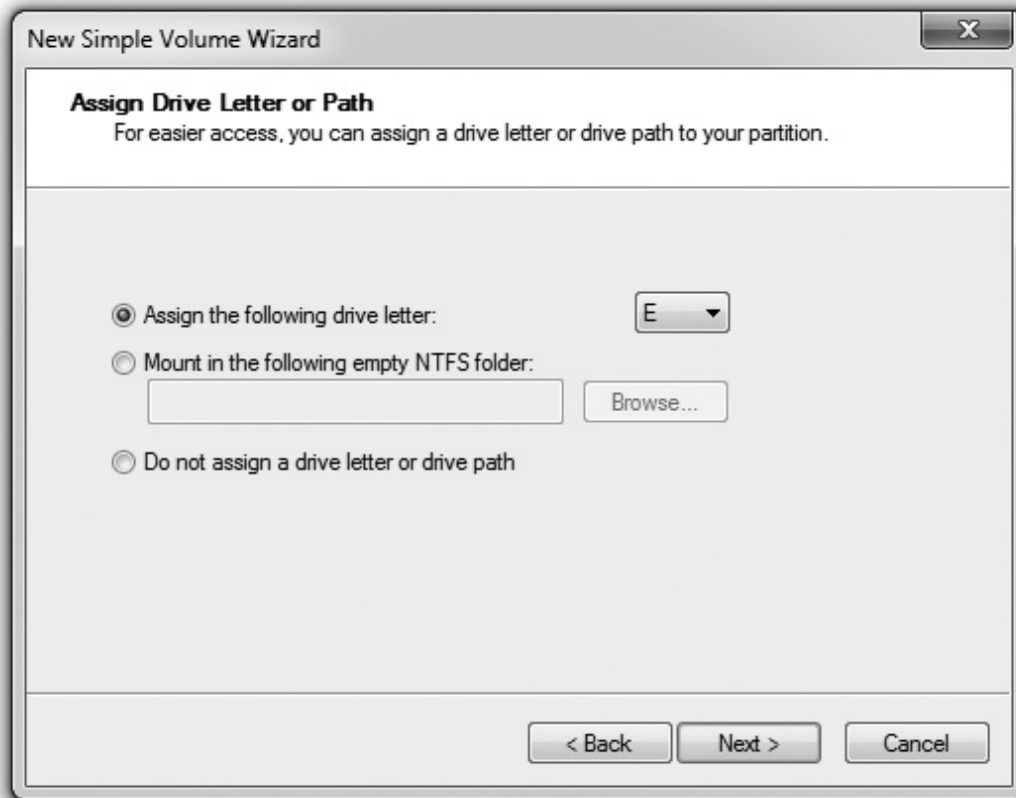 New Simple Volume Wizard
X
Assign Drive Letter or Path
For easier access, you can assign a drive letter or drive path to your partition.
Assign the following drive letter: E
Mount in the following empty NTFS folder:
Browse...
Do not assign a drive letter or drive path
< Back Next > Cancel